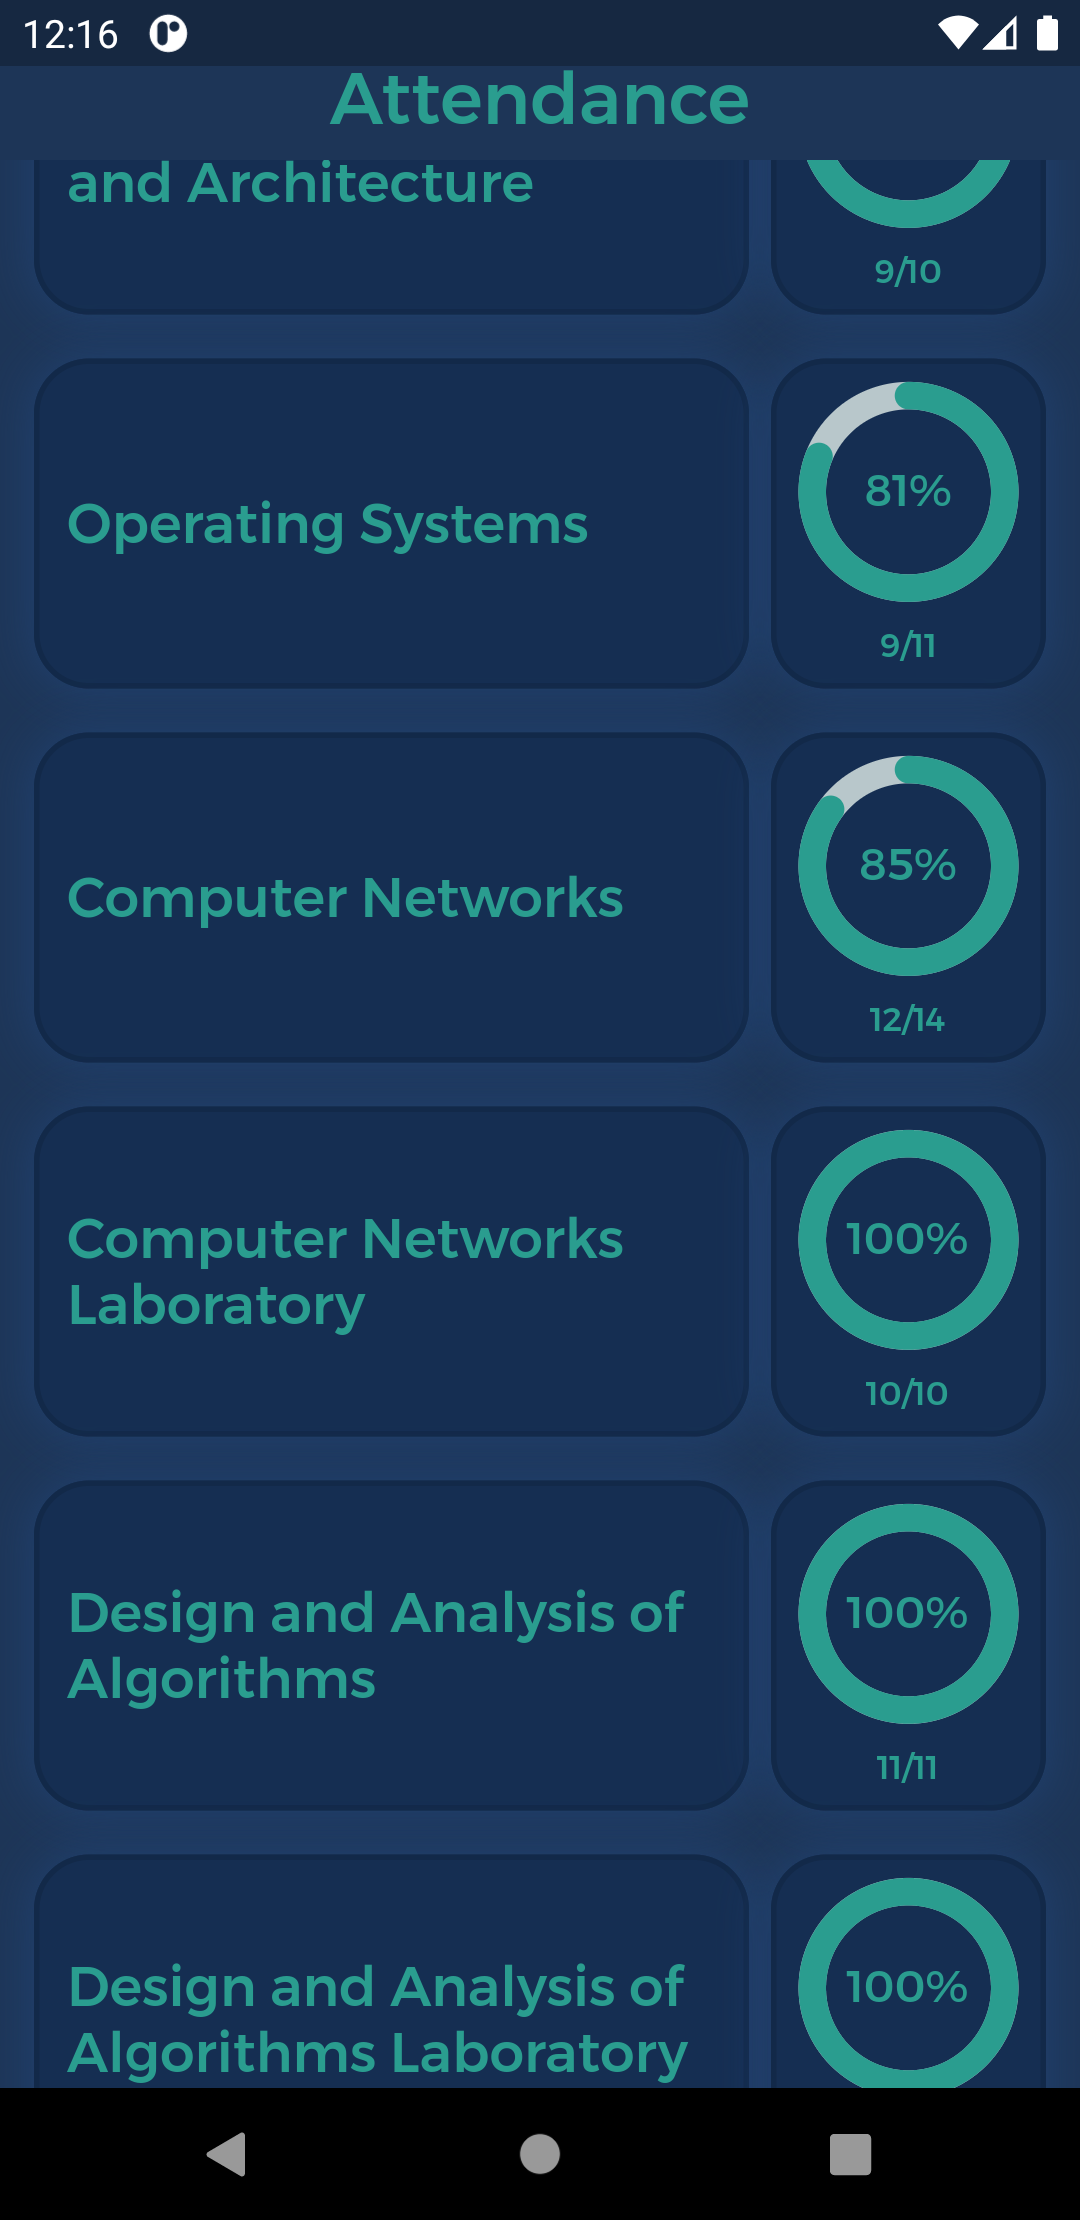 12:16
Attendance
and Architecture
9/10
Operating Systems
81%
9/11
Computer Networks
85%
12/14
Computer Networks
Laboratory
100%
10/10
Design and Analysis of
Algorithms
100%
11/11
Design and Analysis of
Algorithms Laboratory
100%